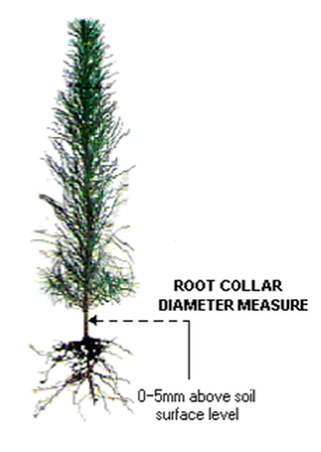 ROOT COLLAR
DIAMETER MEASURE
0-5mm above soil
surface level